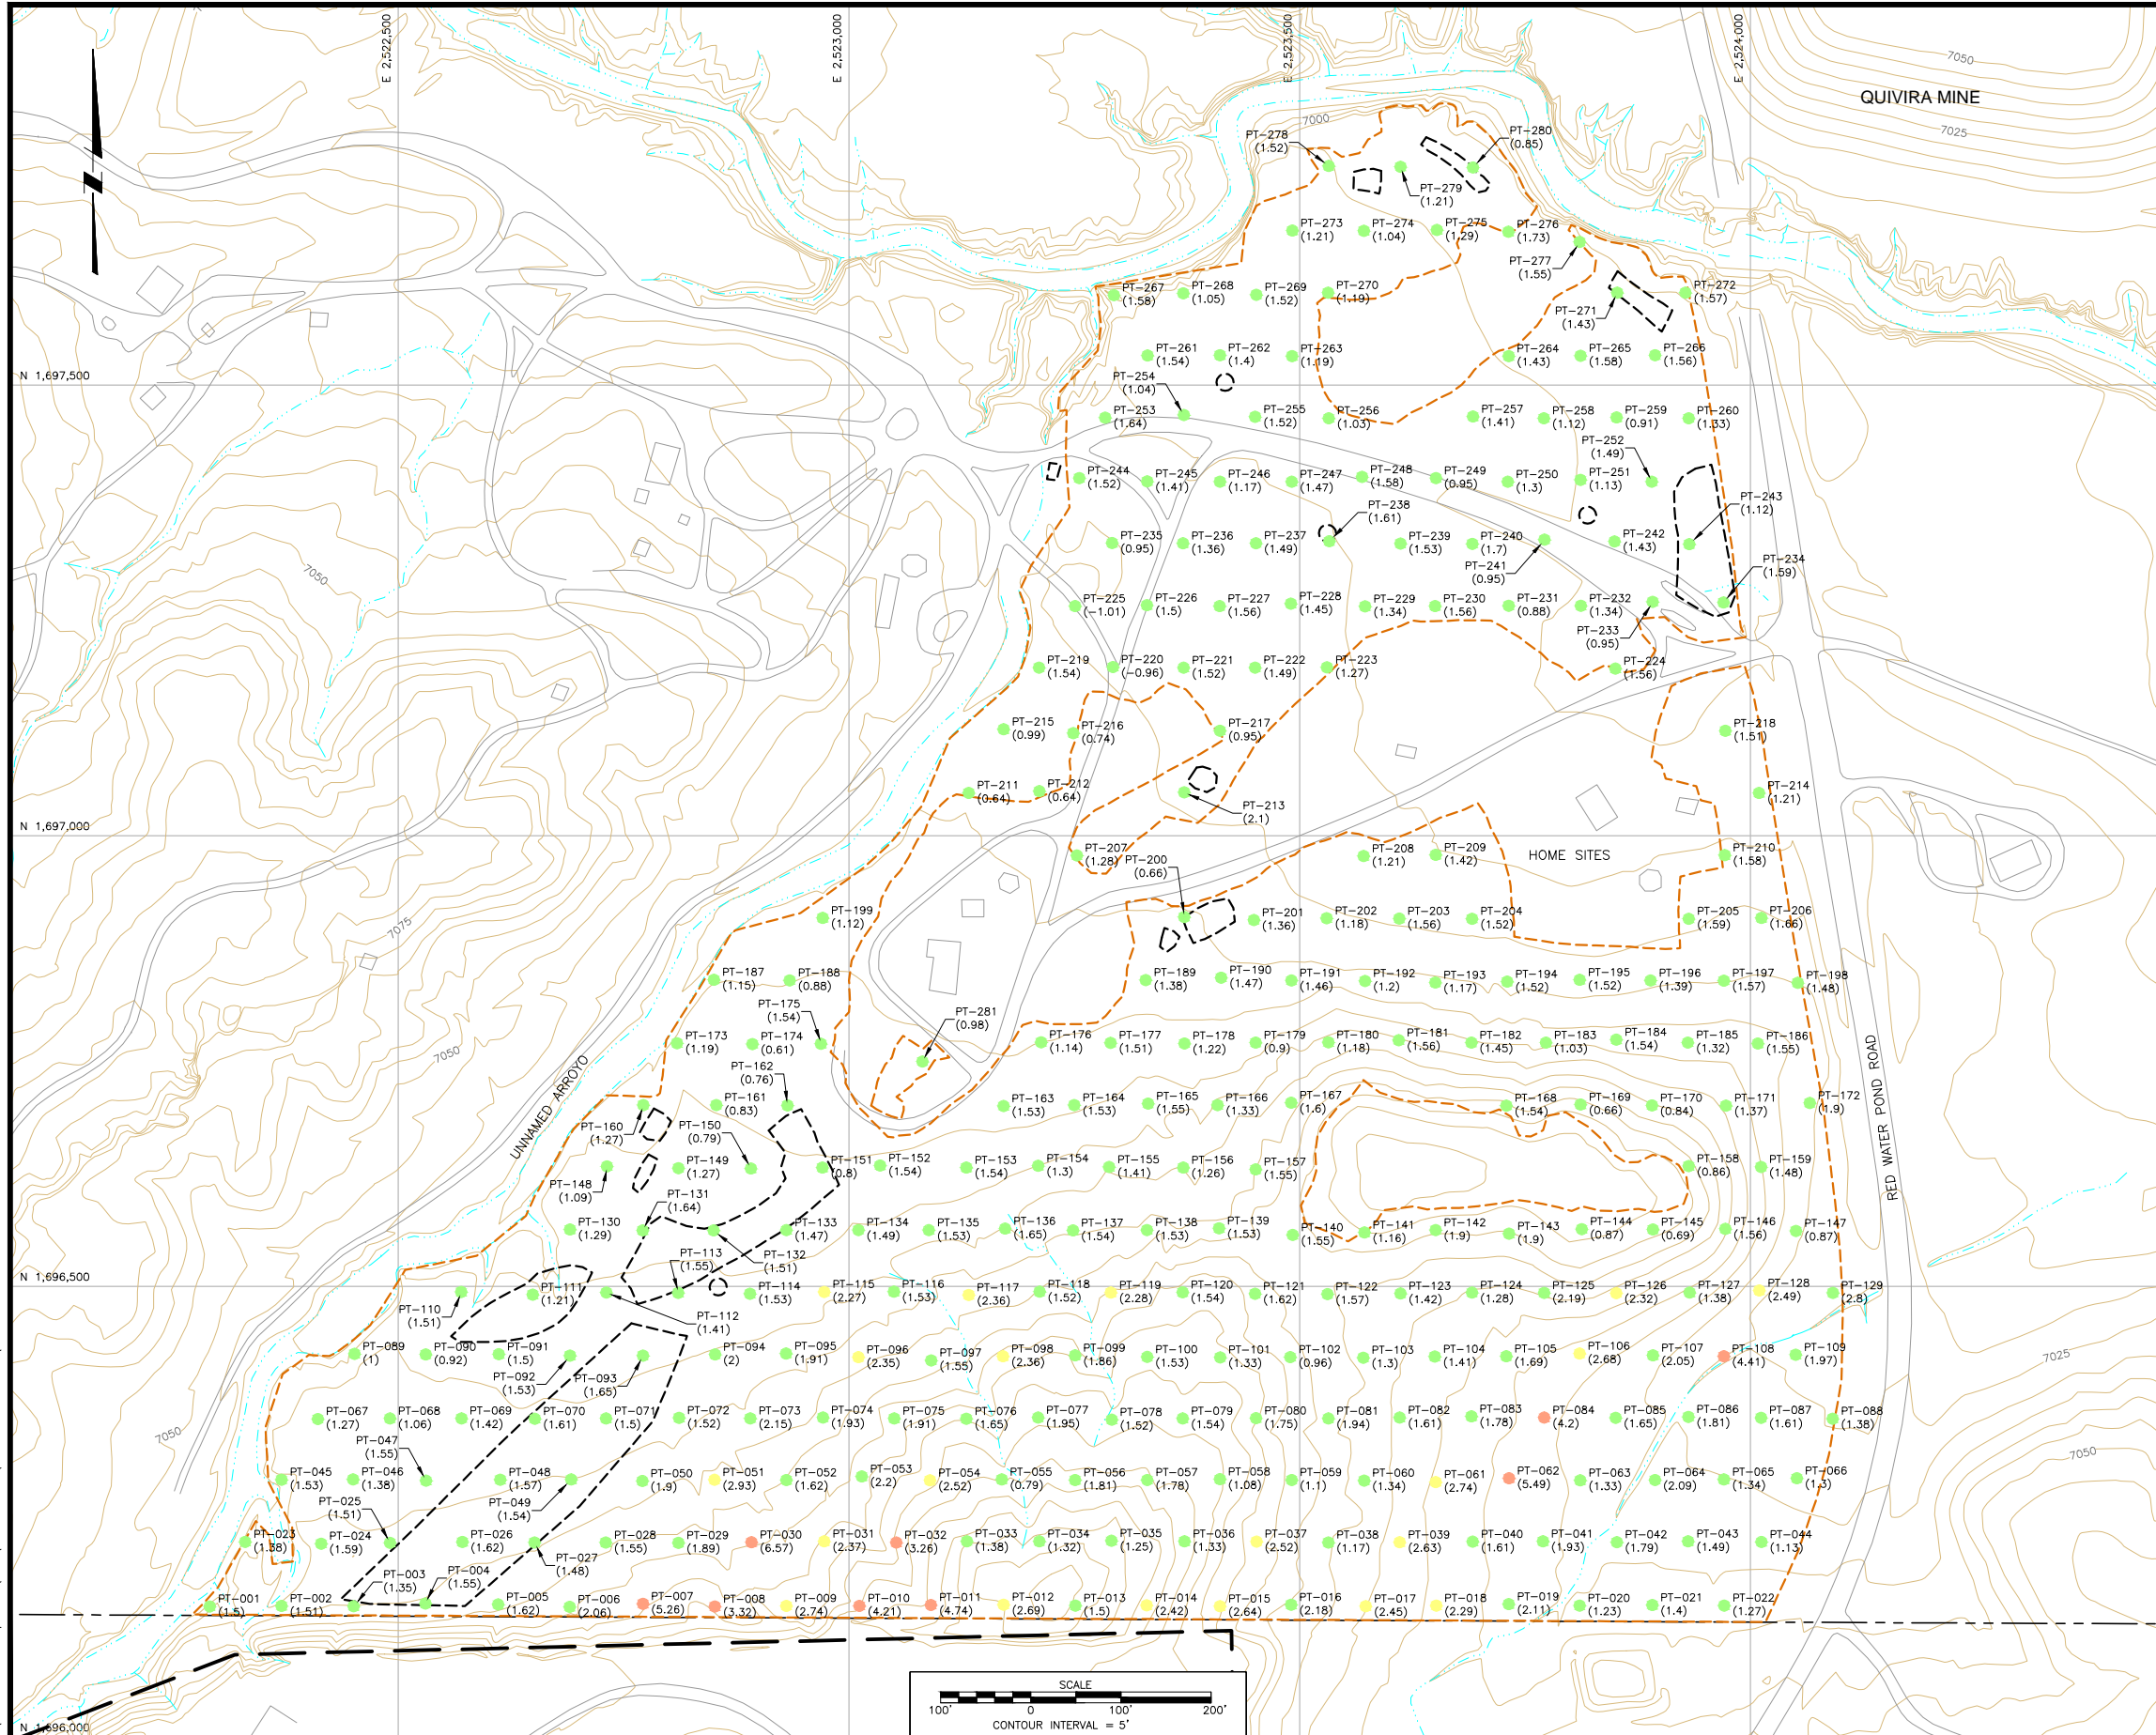 E 2,522,500
E 2,523,000
E 2,523,500
E 2,524,000
7050
QUIVIRA MINE
7025
7000
PT-278
(1.52)
PT-280
(0.85)
PT-279
(1.21)
PT-273
(1.21)
PT-274
(1.04)
PT-275
(1.29)
PT-276
(1.73)
PT-277
(1.55)
PT-267
(1.58)
PT-268
(1.05)
PT-269
(1.52)
PT-270
(1.19)
PT-271
(1.43)
PT-272
(1.57)
PT-261
(1.54)
PT-262
(1.4)
PT-263
(1.19)
PT-264
(1.43)
PT-265
(1.58)
PT-266
(1.56)
N 1,697,500
PT-254
(1.04)
PT-253
(1.64)
PT-255
(1.52)
PT-256
(1.03)
PT-257
(1.41)
PT-258
(1.12)
PT-259
(0.91)
PT-260
(1.33)
PT-252
(1.49)
PT-244
(1.52)
PT-245
(1.41)
PT-246
(1.17)
PT-247
(1.47)
PT-248
(1.58)
PT-249
(0.95)
PT-250
(1.3)
PT-251
(1.13)
PT-243
(1.12)
PT-238
(1.61)
PT-235
(0.95)
PT-236
(1.36)
PT-237
(1.49)
PT-239
(1.53)
PT-240
(1.7)
PT-241
(0.95)
PT-242
(1.43)
PT-234
(1.59)
7050
PT-225
(-1.01)
PT-226
(1.5)
PT-227
(1.56)
PT-228
(1.45)
PT-229
(1.34)
PT-230
(1.56)
PT-231
(0.88)
PT-232
(1.34)
PT-233
(0.95)
PT-219
(1.54)
PT-220
(-0.96)
PT-221
(1.52)
PT-222
(1.49)
PT-223
(1.27)
PT-224
(1.56)
PT-215
(0.99)
PT-216
(0.74)
PT-217
(0.95)
PT-218
(1.51)
PT-211
(0.64)
PT-212
(0.64)
PT-213
(2.1)
PT-214
(1.21)
N 1,697,000
PT-207
(1.28)
PT-200
(0.66)
PT-208
(1.21)
PT-209
(1.42)
HOME SITES
PT-210
(1.58)
7075
PT-199
(1.12)
PT-201
(1.36)
PT-202
(1.18)
PT-203
(1.56)
PT-204
(1.52)
PT-205
(1.59)
PT-206
(1.66)
PT-187
(1.15)
PT-188
(0.88)
PT-189
(1.38)
PT-190
(1.47)
PT-191
(1.46)
PT-192
(1.2)
PT-193
(1.17)
PT-194
(1.52)
PT-195
(1.52)
PT-196
(1.39)
PT-197
(1.57)
PT-198
(1.48)
PT-175
(1.54)
PT-281
(0.98)
7050
UNNAMED ARROYO
PT-173
(1.19)
PT-174
(0.61)
PT-176
(1.14)
PT-177
(1.51)
PT-178
(1.22)
PT-179
(0.9)
PT-180
(1.18)
PT-181
(1.56)
PT-182
(1.45)
PT-183
(1.03)
PT-184
(1.54)
PT-185
(1.32)
PT-186
(1.55)
RED WATER POND ROAD
PT-162
(0.76)
PT-160
(1.27)
PT-161
(0.83)
PT-163
(1.53)
PT-164
(1.53)
PT-165
(1.55)
PT-166
(1.33)
PT-167
(1.6)
PT-168
(1.54)
PT-169
(0.66)
PT-170
(0.84)
PT-171
(1.37)
PT-172
(1.9)
PT-150
(0.79)
PT-148
(1.09)
PT-149
(1.27)
PT-151
(0.8)
PT-152
(1.54)
PT-153
(1.54)
PT-154
(1.3)
PT-155
(1.41)
PT-156
(1.26)
PT-157
(1.55)
PT-158
(0.86)
PT-159
(1.48)
PT-131
(1.64)
PT-130
(1.29)
PT-132
(1.51)
PT-133
(1.47)
PT-134
(1.49)
PT-135
(1.53)
PT-136
(1.65)
PT-137
(1.54)
PT-138
(1.53)
PT-139
(1.53)
PT-140
(1.55)
PT-141
(1.16)
PT-142
(1.9)
PT-143
(1.9)
PT-144
(0.87)
PT-145
(0.69)
PT-146
(1.56)
PT-147
(0.87)
N 1,696,500
PT-110
(1.51)
PT-111
(1.21)
PT-112
(1.41)
PT-113
(1.55)
PT-114
(1.53)
PT-115
(2.27)
PT-116
(1.53)
PT-117
(2.36)
PT-118
(1.52)
PT-119
(2.28)
PT-120
(1.54)
PT-121
(1.62)
PT-122
(1.57)
PT-123
(1.42)
PT-124
(1.28)
PT-125
(2.19)
PT-126
(2.32)
PT-127
(1.38)
PT-128
(2.49)
PT-129
(2.8)
PT-089
(1)
PT-090
(0.92)
PT-091
(1.5)
PT-092
(1.53)
PT-093
(1.65)
PT-094
(2)
PT-095
(1.91)
PT-096
(2.35)
PT-097
(1.55)
PT-098
(2.36)
PT-099
(1.86)
PT-100
(1.53)
PT-101
(1.33)
PT-102
(0.96)
PT-103
(1.3)
PT-104
(1.41)
PT-105
(1.69)
PT-106
(2.68)
PT-107
(2.05)
PT-108
(4.41)
PT-109
(1.97)
7025
7050
PT-067
(1.27)
PT-068
(1.06)
PT-069
(1.42)
PT-070
(1.61)
PT-071
(1.5)
PT-072
(1.52)
PT-073
(2.15)
PT-074
(1.93)
PT-075
(1.91)
PT-076
(1.65)
PT-077
(1.95)
PT-078
(1.52)
PT-079
(1.54)
PT-080
(1.75)
PT-081
(1.94)
PT-082
(1.61)
PT-083
(1.78)
PT-084
(4.2)
PT-085
(1.65)
PT-086
(1.81)
PT-087
(1.61)
PT-088
(1.38)
7050
PT-047
(1.55)
PT-045
(1.53)
PT-046
(1.38)
PT-048
(1.57)
PT-049
(1.54)
PT-050
(1.9)
PT-051
(2.93)
PT-052
(1.62)
PT-053
(2.2)
PT-054
(2.52)
PT-055
(0.79)
PT-056
(1.81)
PT-057
(1.78)
PT-058
(1.08)
PT-059
(1.1)
PT-060
(1.34)
PT-061
(2.74)
PT-062
(5.49)
PT-063
(1.33)
PT-064
(2.09)
PT-065
(1.34)
PT-066
(1.3)
PT-025
(1.51)
PT-023
(1.38)
PT-024
(1.59)
PT-026
(1.62)
PT-027
(1.48)
PT-028
(1.55)
PT-029
(1.89)
PT-030
(6.57)
PT-031
(2.37)
PT-032
(3.26)
PT-033
(1.38)
PT-034
(1.32)
PT-035
(1.25)
PT-036
(1.33)
PT-037
(2.52)
PT-038
(1.17)
PT-039
(2.63)
PT-040
(1.61)
PT-041
(1.93)
PT-042
(1.79)
PT-043
(1.49)
PT-044
(1.13)
PT-001
(1.5)
PT-002
(1.51)
PT-003
(1.35)
PT-004
(1.55)
PT-005
(1.62)
PT-006
(2.06)
PT-007
(5.26)
PT-008
(3.32)
PT-009
(2.74)
PT-010
(4.21)
PT-011
(4.74)
PT-012
(2.69)
PT-013
(1.5)
PT-014
(2.42)
PT-015
(2.64)
PT-016
(2.18)
PT-017
(2.45)
PT-018
(2.29)
PT-019
(2.11)
PT-020
(1.23)
PT-021
(1.4)
PT-022
(1.27)
SCALE
100' 0 100' 200'
CONTOUR INTERVAL = 5'
N 1,696,000